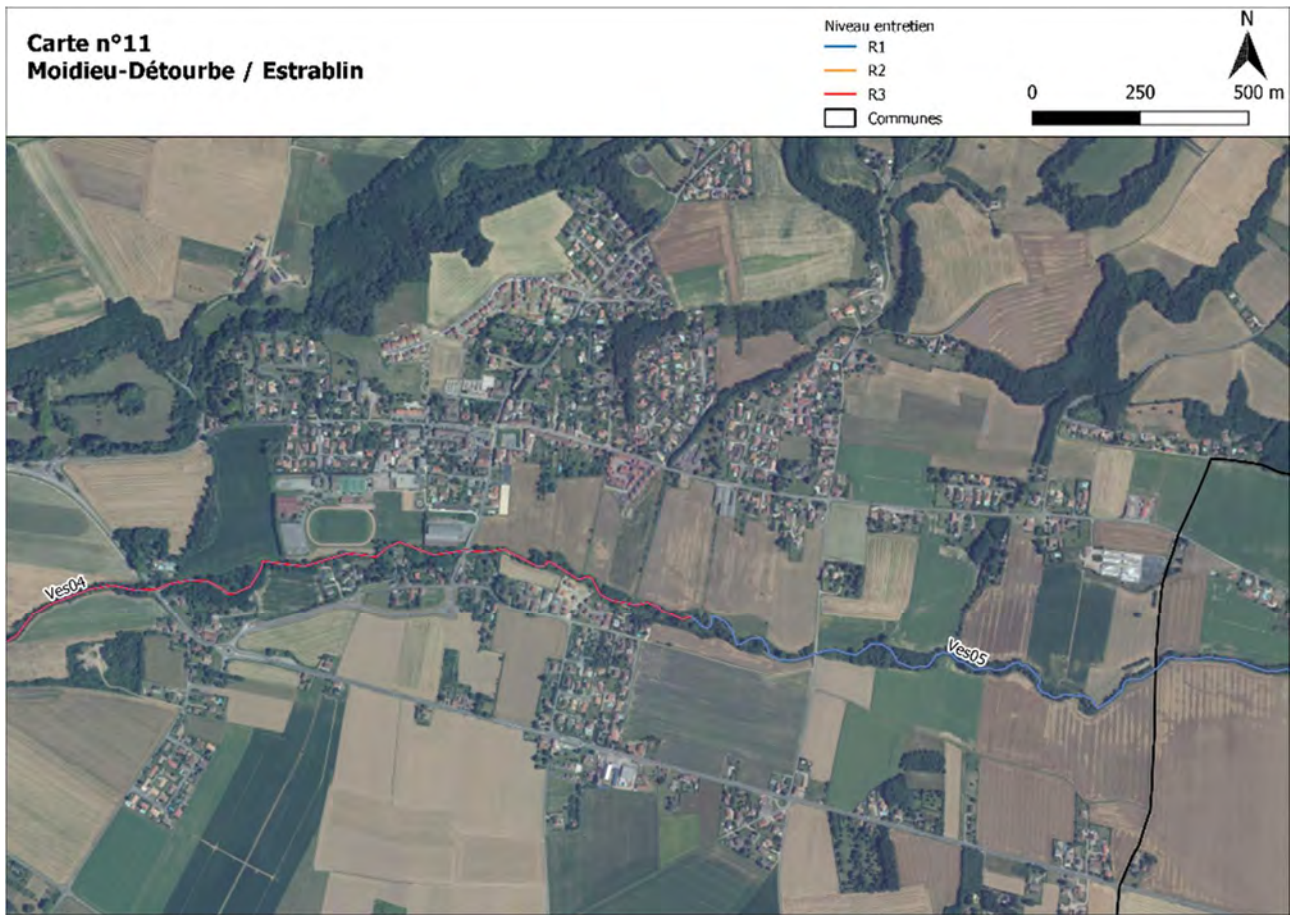 Carte n°11
Moidieu-Détourbe / Estrablin
Niveau entretien
R1
R2
R3
Communes
N
0 250 500 m
Ves04
Ves05